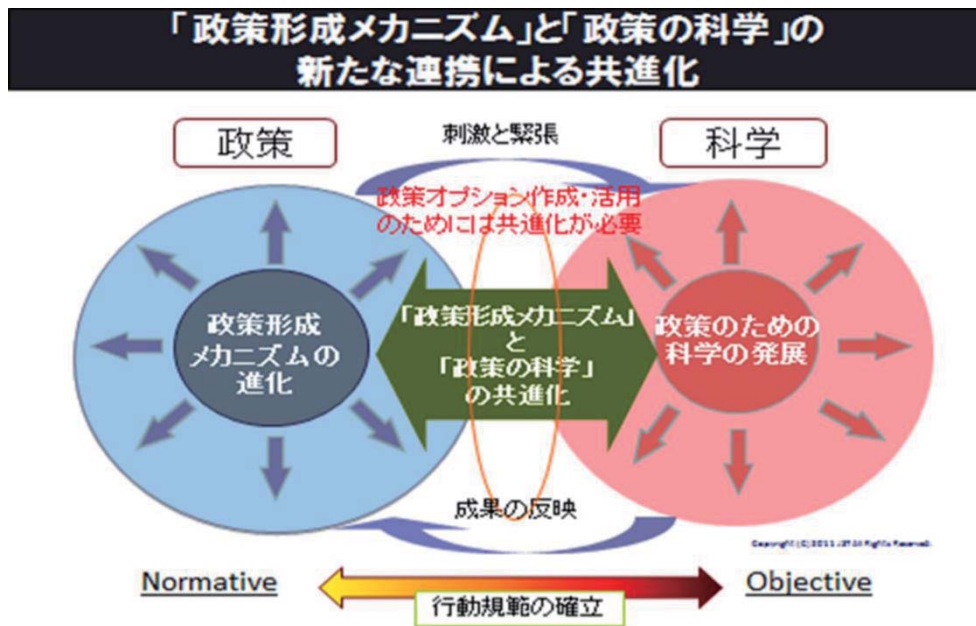 「政策形成メカニズム」と「政策の科学」の
新たな連携による共進化
政策
刺激と緊張
科学
政策オプション作成・活用
のためには共進化が必要
政策形成
メカニズムの
進化
「政策形成メカニズム」
と
「政策の科学」
の共進化
政策のための
科学の発展
成果の反映
Copyright (C) 2011 JST All Rights Reserved.
Normative
行動規範の確立
Objective